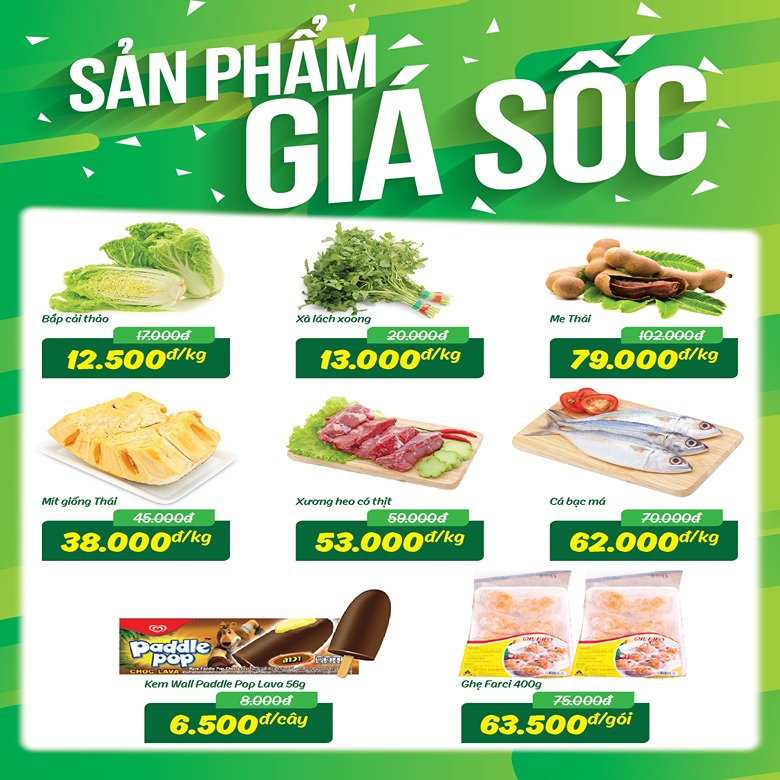 SẢN PHẨM
GIÁ SỐC
Bắp cải thảo
17.000đ
12.500đ/kg
Xà lách xoong
20.000đ
13.000đ/kg
Me Thái
102.000đ
79.000đ/kg
Mít giống Thái
45.000đ
38.000đ/kg
Xương heo có thịt
59.000đ
53.000đ/kg
Cá bạc má
70.000đ
62.000đ/kg
Paddle
pop
CHOC LAVA
Kem Wall Paddle Pop Lava 56g
8.000đ
6.500đ/cây
GHẸ FARCI
Ghẹ Farci 400g
75.000đ
63.500đ/gói